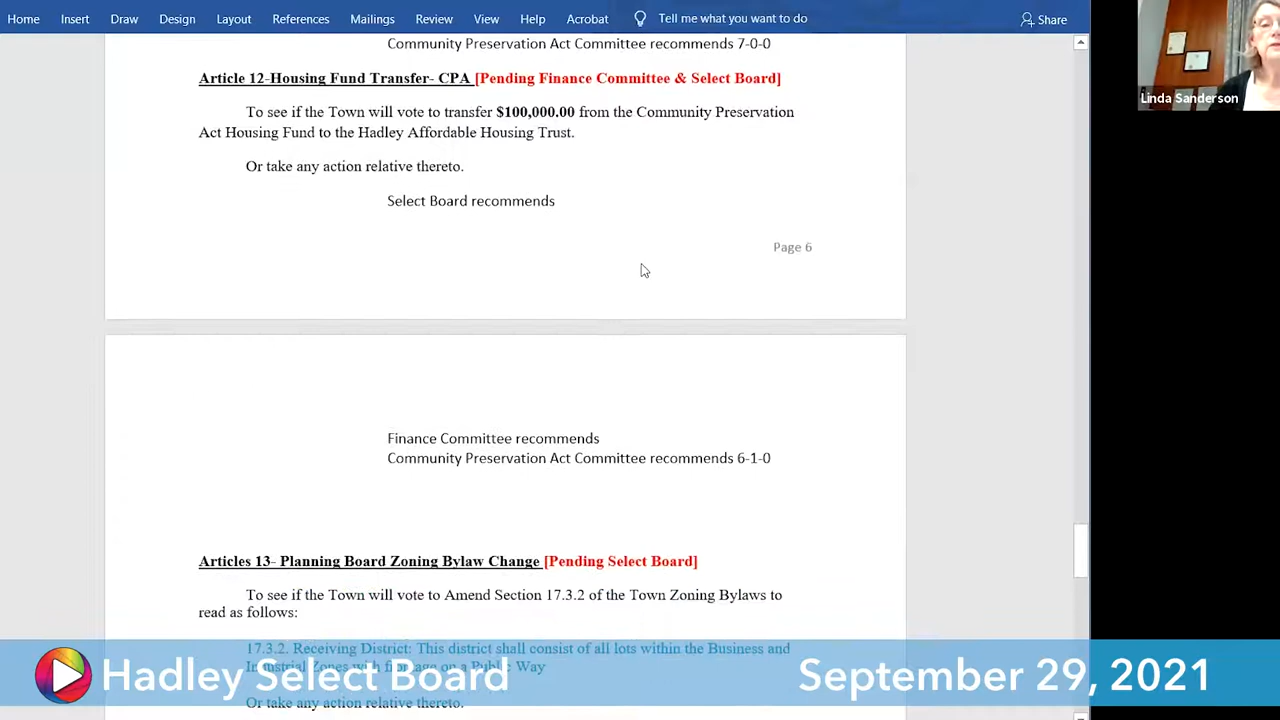 Home Insert Draw Design Layout References Mailings Review View Help Acrobat Tell me what you want to do Share
Community Preservation Act Committee recommends 7-0-0
Article 12-Housing Fund Transfer- CPA [Pending Finance Committee & Select Board]
To see if the Town will vote to transfer $100,000.00 from the Community Preservation
Act Housing Fund to the Hadley Affordable Housing Trust.
Or take any action relative thereto.
Select Board recommends
Page 6
Linda Sanderson
Finance Committee recommends
Community Preservation Act Committee recommends 6-1-0
Articles 13- Planning Board Zoning Bylaw Change [Pending Select Board]
To see if the Town will vote to Amend Section 17.3.2 of the Town Zoning Bylaws to
read as follows:
17.3.2. Receiving District: This district shall consist of all lots within the Business and
Industrial Zones with frontage on a Public Way
Or take any action relative thereto.
Hadley Select Board September 29, 2021